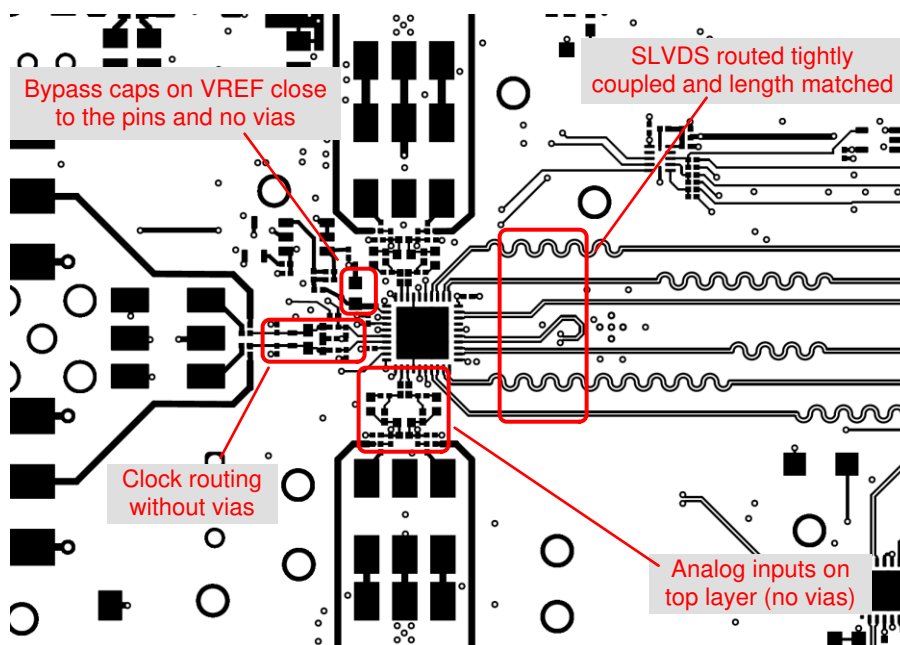 SLVDS routed tightly
coupled and length matched
Bypass caps on VREF close
to the pins and no vias
Clock routing
without vias
Analog inputs on
top layer (no vias)